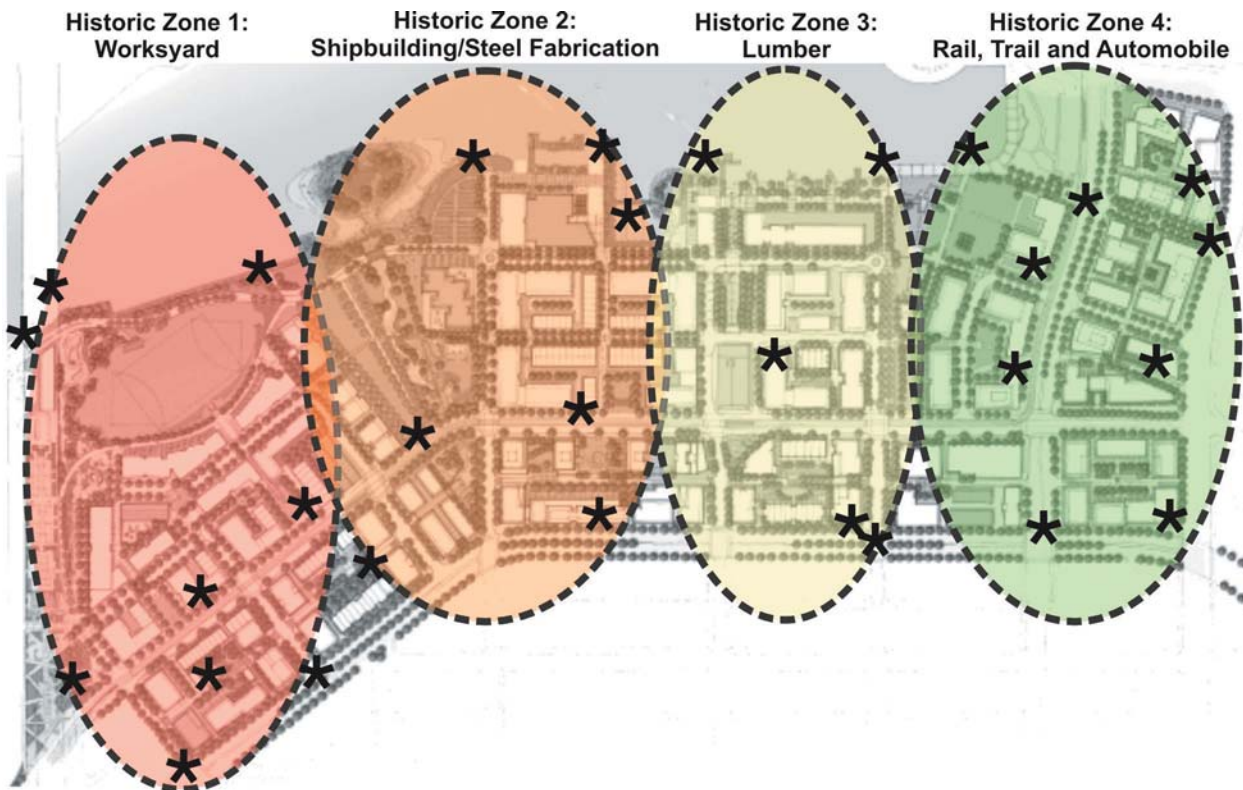 Historic Zone 1:
Worksyard
Historic Zone 2:
Shipbuilding/Steel Fabrication
Historic Zone 3:
Lumber
Historic Zone 4:
Rail, Trail and Automobile